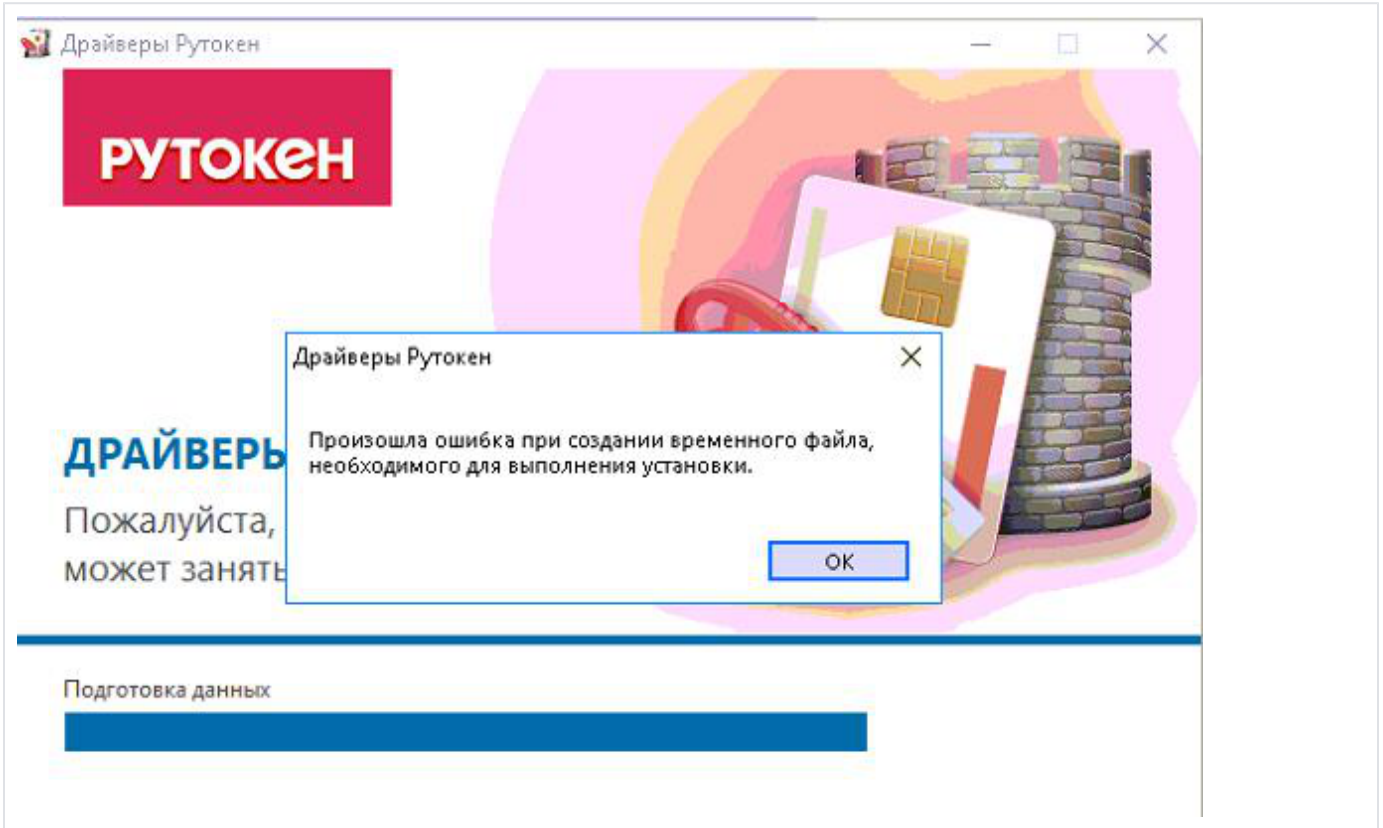 Драйверы Рутокен
РУТОКЕН
Драйверы Рутокен
Произошла ошибка при создании временного файла,
необходимого для выполнения установки.
ОК
ДРАЙВЕРЫ
Пожалуйста,
может занять
Подготовка данных